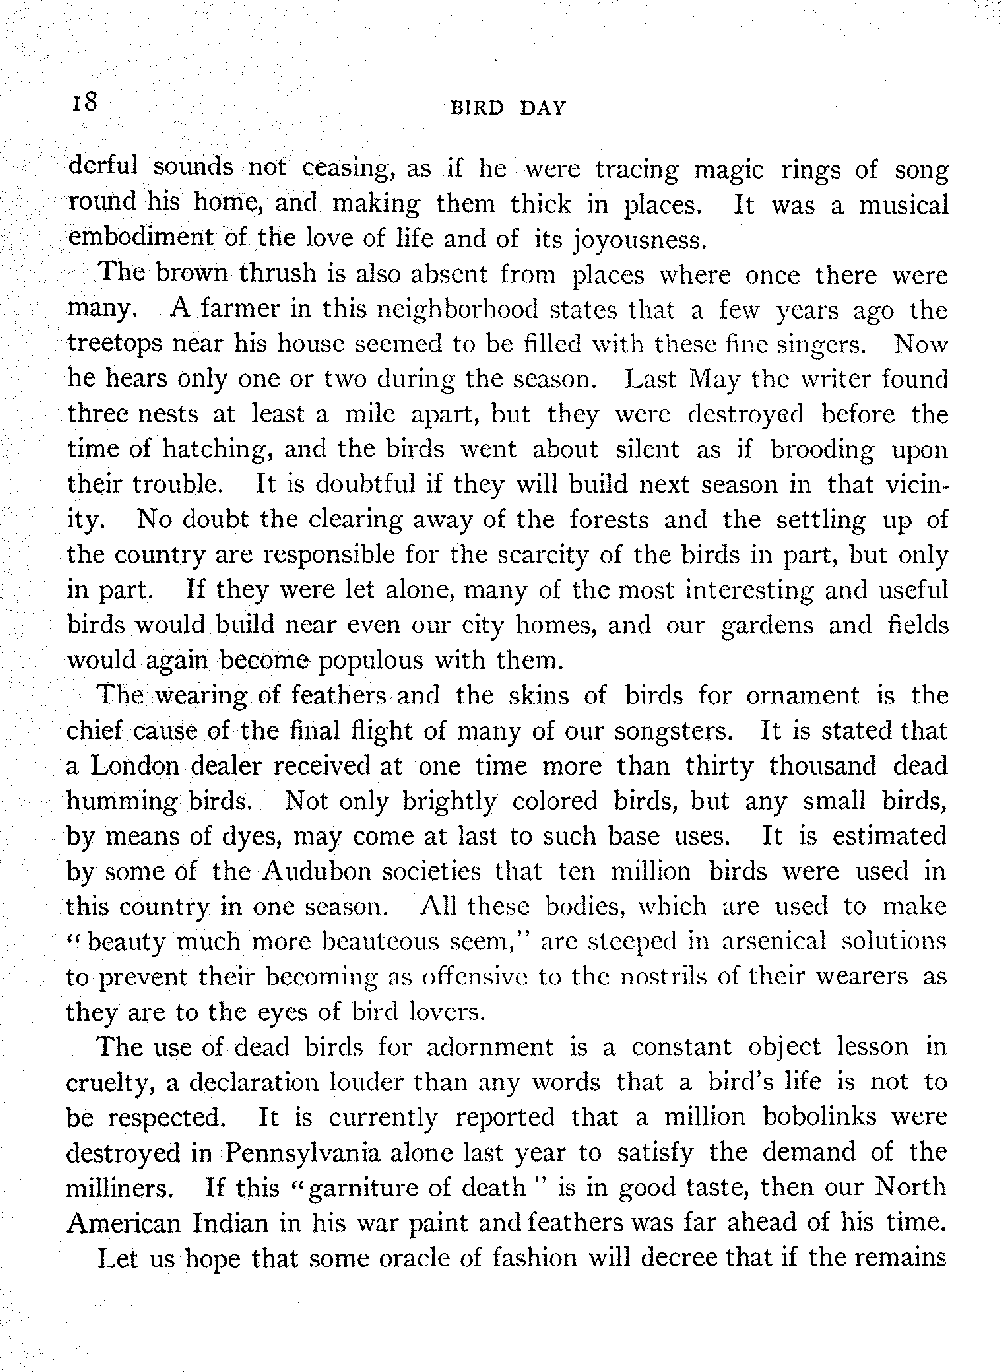 18
BIRD DAY
derful sounds not ceasing, as if he were tracing magic rings of song
round his home, and making them thick in places. It was a musical
embodiment of the love of life and of its joyousness.
The brown thrush is also absent from places where once there were
many. A farmer in this neighborhood states that a few years ago the
treetops near his house seemed to be filled with these fine singers. Now
he hears only one or two during the season. Last May the writer found
three nests at least a mile apart, but they were destroyed before the
time of hatching, and the birds went about silent as if brooding upon
their trouble. It is doubtful if they will build next season in that vicin-
ity. No doubt the clearing away of the forests and the settling up of
the country are responsible for the scarcity of the birds in part, but only
in part. If they were let alone, many of the most interesting and useful
birds would build near even our city homes, and our gardens and fields
would again become populous with them.
The wearing of feathers and the skins of birds for ornament is the
chief cause of the final flight of many of our songsters. It is stated that
a London dealer received at one time more than thirty thousand dead
humming birds. Not only brightly colored birds, but any small birds,
by means of dyes, may come at last to such base uses. It is estimated
by some of the Audubon societies that ten million birds were used in
this country in one season. All these bodies, which are used to make
"beauty much more beauteous seem," are steeped in arsenical solutions
to prevent their becoming as offensive to the nostrils of their wearers as
they are to the eyes of bird lovers.
The use of dead birds for adornment is a constant object lesson in
cruelty, a declaration louder than any words that a bird's life is not to
be respected. It is currently reported that a million bobolinks were
destroyed in Pennsylvania alone last year to satisfy the demand of the
milliners. If this "garniture of death" is in good taste, then our North
American Indian in his war paint and feathers was far ahead of his time.
Let us hope that some oracle of fashion will decree that if the remains